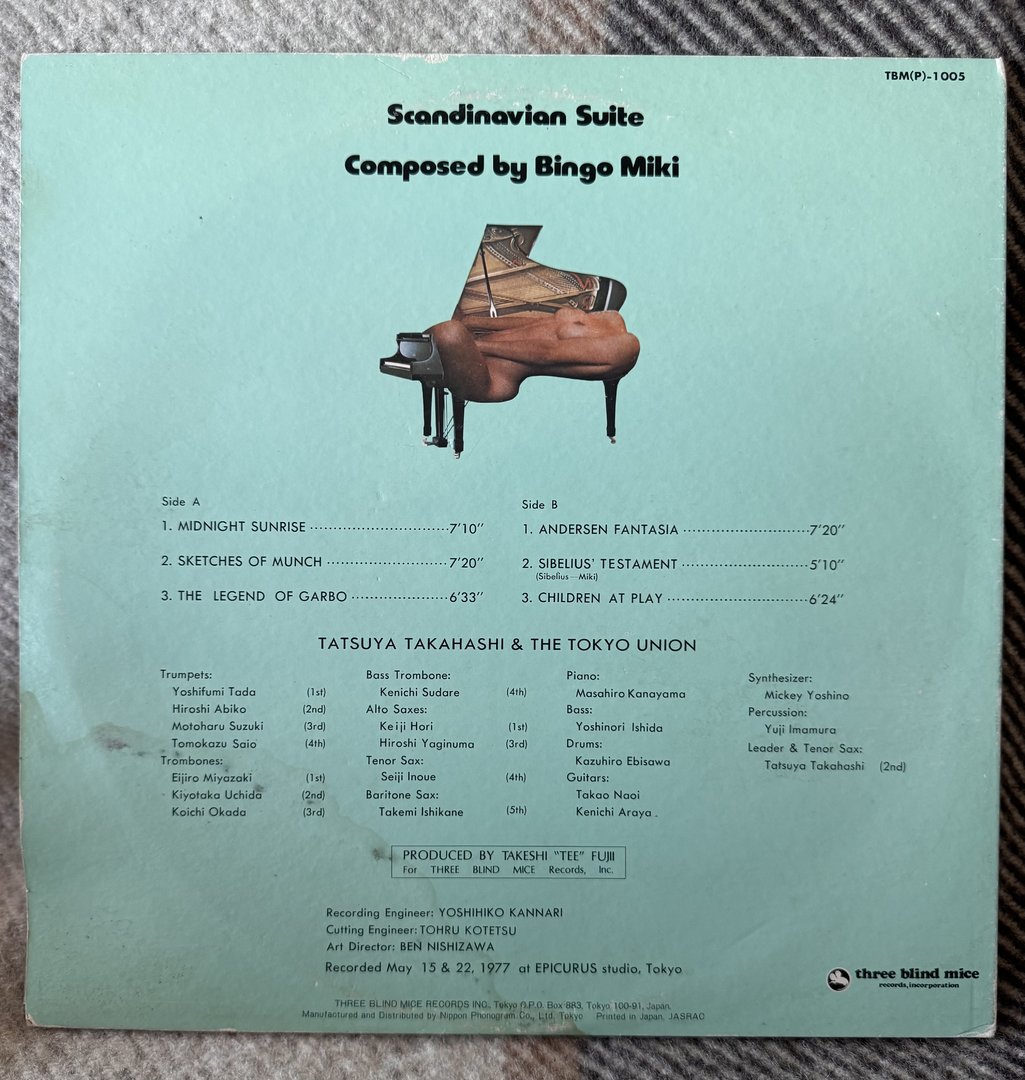 TBM(P)-1005
Scandinavian Suite
Composed by Bingo Miki
Side A
1. MIDNIGHT SUNRISE ··························7′10″
2. SKETCHES OF MUNCH ······················7′20″
3. THE LEGEND OF GARBO ··················6′33″
Side B
1. ANDERSEN FANTASIA ························7′20″
2. SIBELIUS' TESTAMENT ························5′10″
(Sibelius—Miki)
3. CHILDREN AT PLAY ···························6′24″
TATSUYA TAKAHASHI & THE TOKYO UNION
Trumpets:
Yoshifumi Tada (1st)
Hiroshi Abiko (2nd)
Motoharu Suzuki (3rd)
Tomokazu Saio (4th)
Trombones:
Eijiro Miyazaki (1st)
Kiyotaka Uchida (2nd)
Koichi Okada (3rd)
Bass Trombone:
Kenichi Sudare (4th)
Alto Saxes:
Keiji Hori (1st)
Hiroshi Yaginuma (3rd)
Tenor Sax:
Seiji Inoue (4th)
Baritone Sax:
Takemi Ishikane (5th)
Piano:
Masahiro Kanayama
Bass:
Yoshinori Ishida
Drums:
Kazuhiro Ebisawa
Guitars:
Takao Naoi
Kenichi Araya.
Synthesizer:
Mickey Yoshino
Percussion:
Yuji Imamura
Leader & Tenor Sax:
Tatsuya Takahashi (2nd)
PRODUCED BY TAKESHI "TEE" FUJII
For THREE BLIND MICE Records, Inc.
Recording Engineer: YOSHIHIKO KANNARI
Cutting Engineer: TOHRU KOTETSU
Art Director: BEN NISHIZAWA
Recorded May 15 & 22, 1977 at EPICURUS studio, Tokyo
three blind mice
records, incorporation
THREE BLIND MICE RECORDS INC., Tokyo C.P.O. Box 883, Tokyo 100-91, Japan.
Manufactured and Distributed by Nippon Phonogram Co., Ltd. Tokyo Printed in Japan. JASRAC